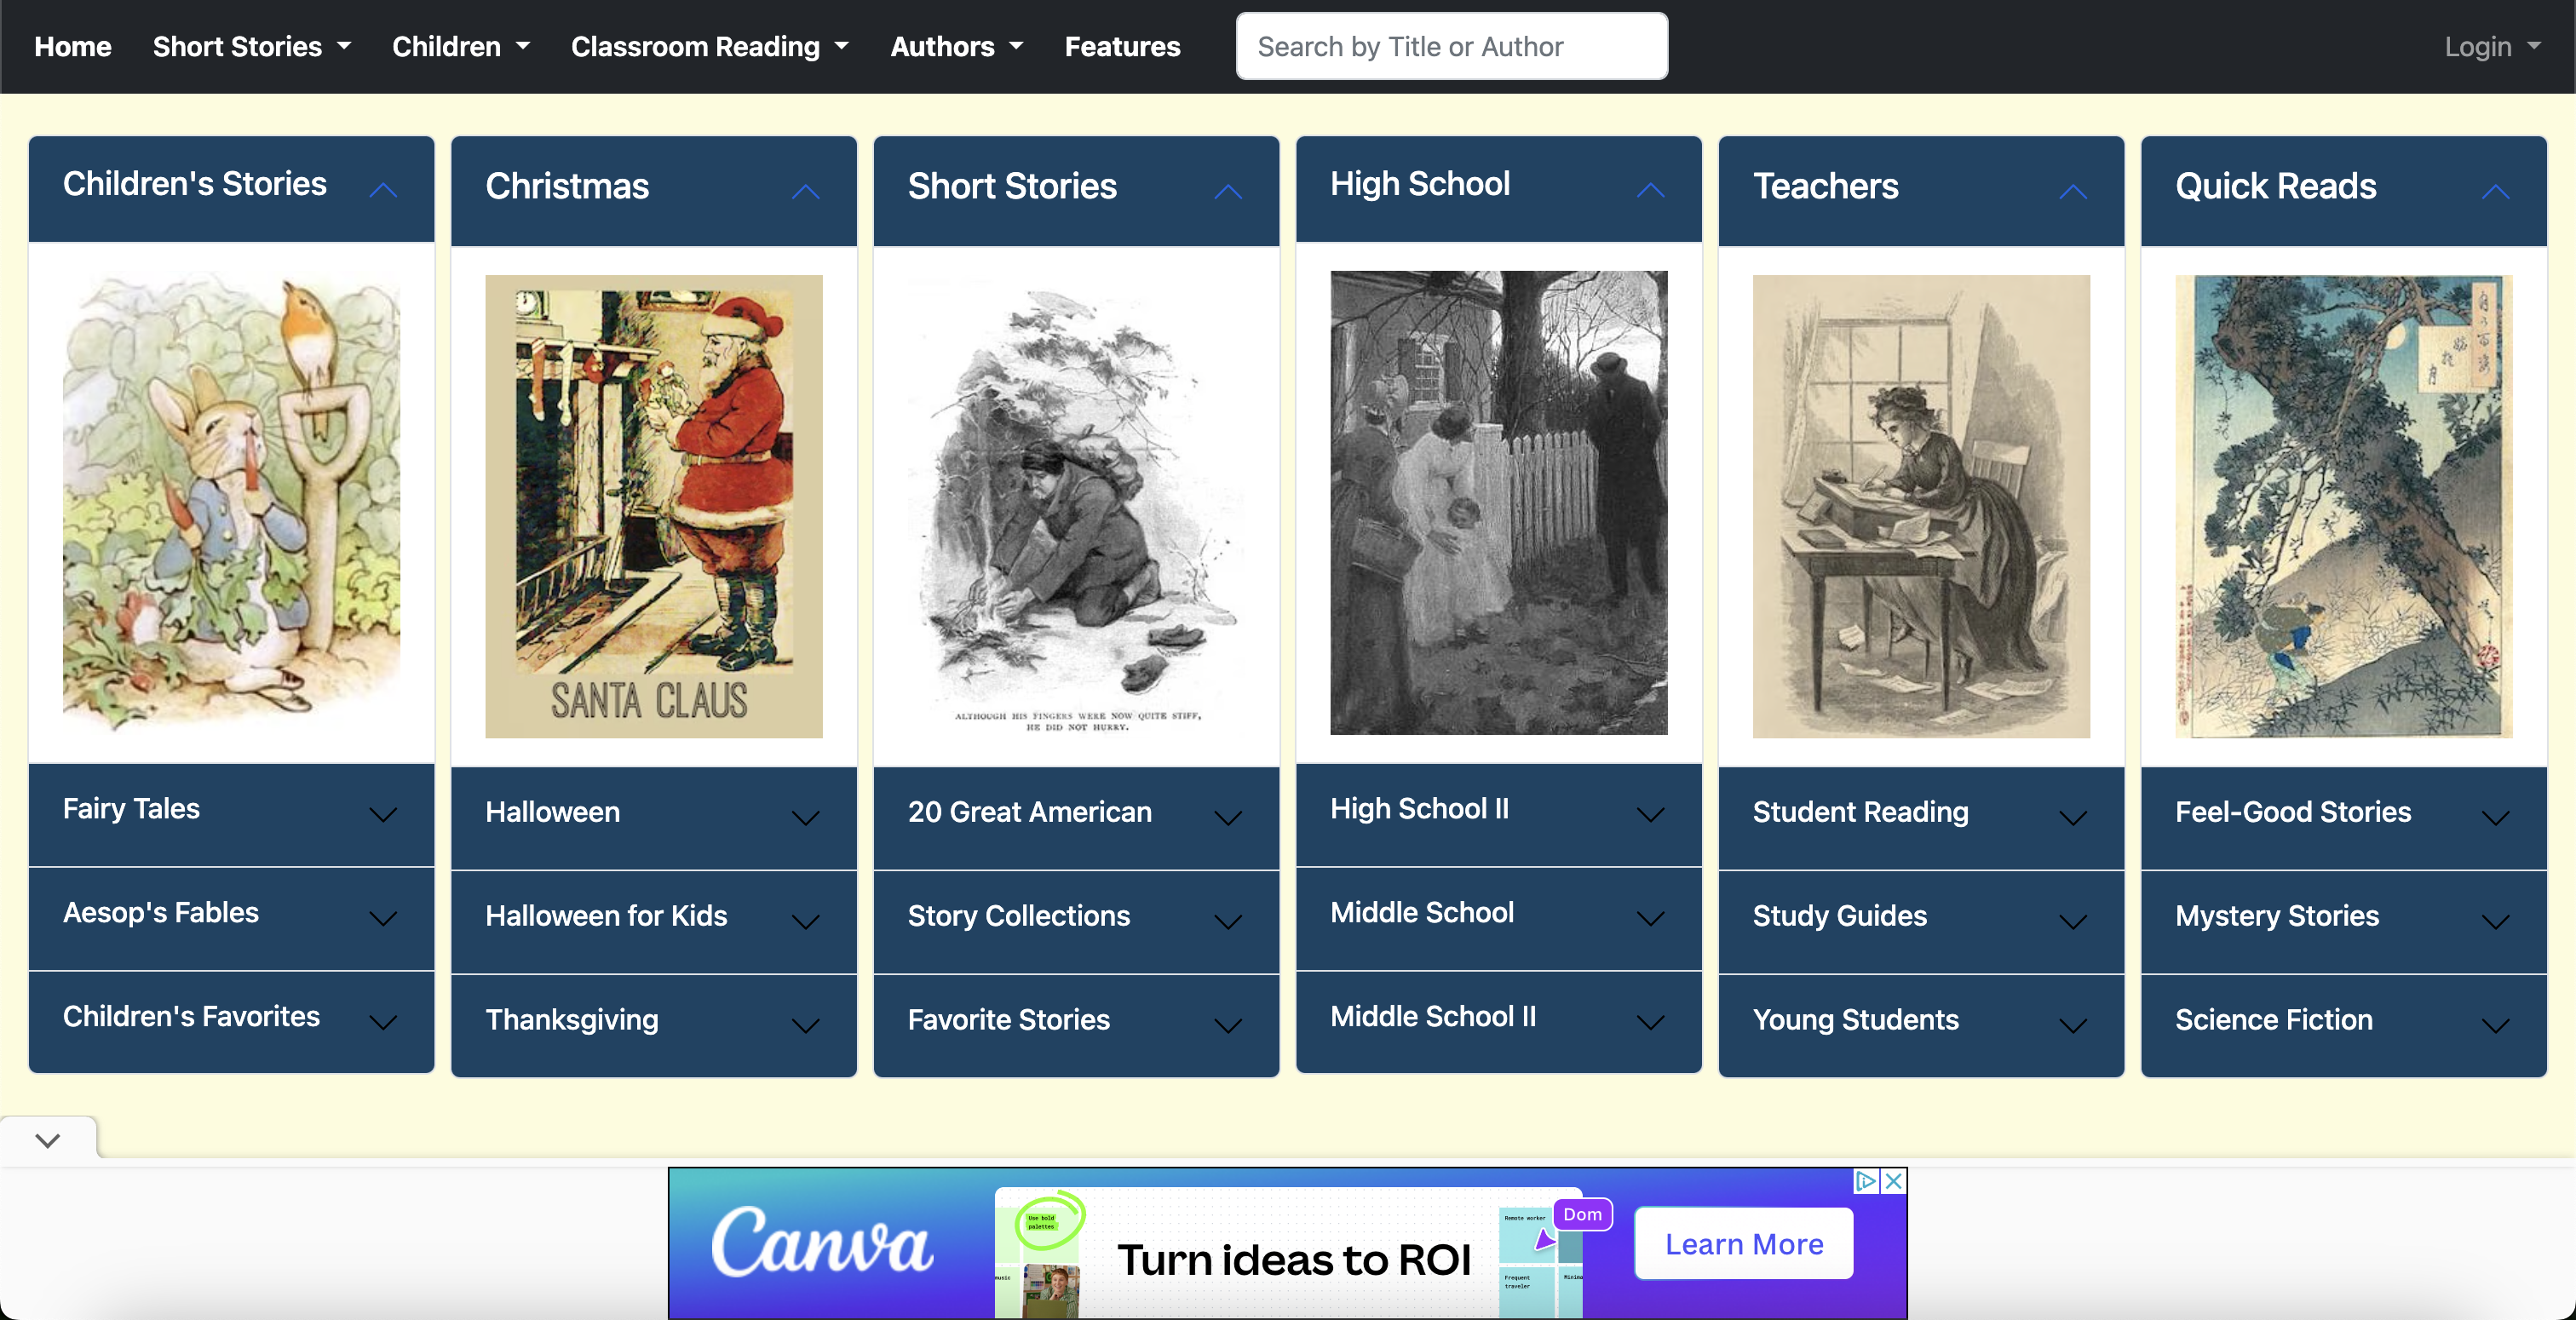 Home
Short Stories
Children
Classroom Reading
Authors
Features
Search by Title or Author
Login
Children's Stories
Christmas
Short Stories
High School
Teachers
Quick Reads
SANTA CLAUS
ALTHOUGH HIS FINGERS WERE NOW QUITE STIFF,
HE DID NOT HURRY.
Fairy Tales
Halloween
20 Great American
High School II
Student Reading
Feel-Good Stories
Aesop's Fables
Halloween for Kids
Story Collections
Middle School
Study Guides
Mystery Stories
Children's Favorites
Thanksgiving
Favorite Stories
Middle School II
Young Students
Science Fiction
Canva
Use bold
palettes
Turn ideas to ROI
Remote worker
Dom
Frequent
traveler
Learn More